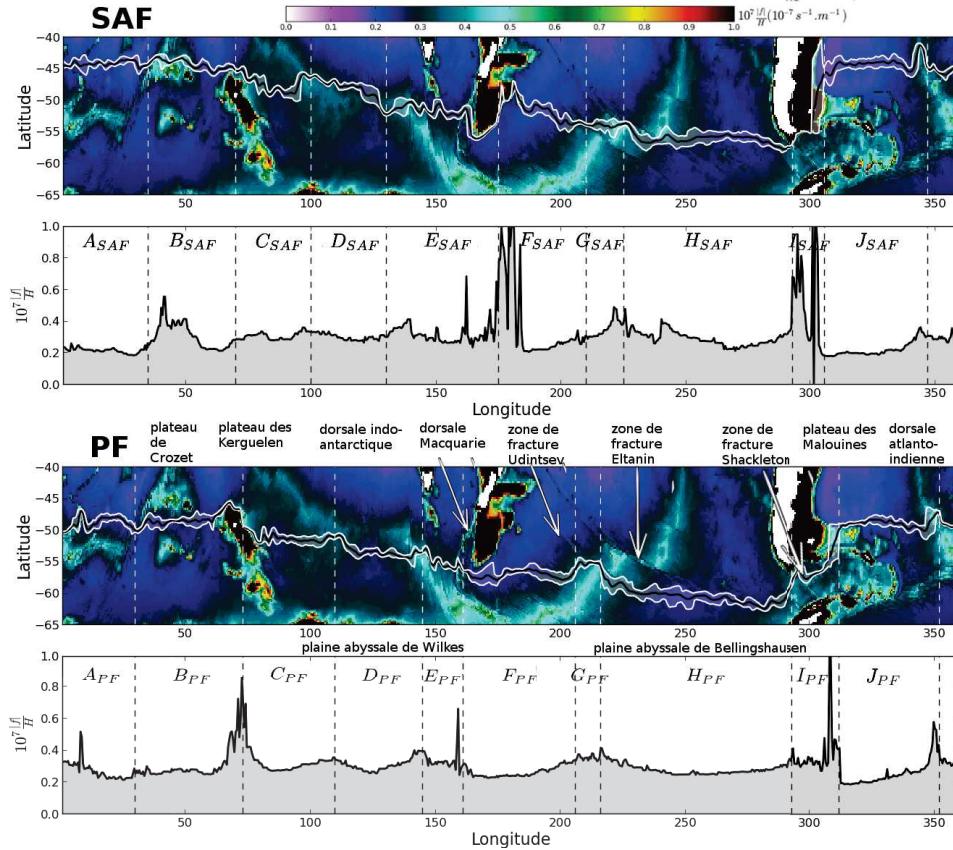 SAF
0.0 0.1 0.2 0.3 0.4 0.5 0.6 0.7 0.8 0.9 1.0
10^7 |f|/H (10^-7 s^-1.m^-1)
Latitude
−40
−45
−50
−55
−60
−65
50 100 150 200 250 300 350
10^7 |f|/H
1.0
0.8
0.6
0.4
0.2
0.0
A_SAF B_SAF C_SAF D_SAF E_SAF F_SAF G_SAF H_SAF I_SAF J_SAF
50 100 150 200 250 300 350
Longitude
PF
plateau de Crozet
plateau des Kerguelen
dorsale indo-antarctique
dorsale Macquarie
zone de fracture Udintsev
zone de fracture Eltanin
zone de fracture Shackleton
plateau des Malouines
dorsale atlanto-indienne
Latitude
−40
−45
−50
−55
−60
−65
50 100 150 200 250 300 350
plaine abyssale de Wilkes
plaine abyssale de Bellingshausen
10^7 |f|/H
1.0
0.8
0.6
0.4
0.2
0.0
A_PF B_PF C_PF D_PF E_PF F_PF G_PF H_PF I_PF J_PF
50 100 150 200 250 300 350
Longitude